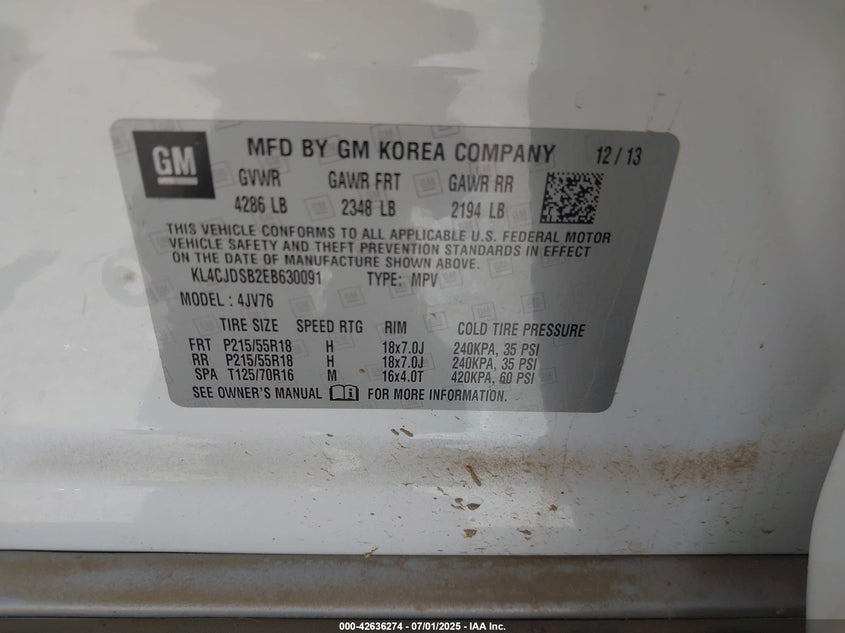 GM
MFD BY GM KOREA COMPANY 12/13
GVWR GAWR FRT GAWR RR
4286 LB 2348 LB 2194 LB
THIS VEHICLE CONFORMS TO ALL APPLICABLE U.S. FEDERAL MOTOR
VEHICLE SAFETY AND THEFT PREVENTION STANDARDS IN EFFECT
ON THE DATE OF MANUFACTURE SHOWN ABOVE.
KL4CJDSB2EB630091 TYPE: MPV
MODEL : 4JV76
TIRE SIZE SPEED RTG RIM COLD TIRE PRESSURE
FRT P215/55R18 H 18x7.0J 240KPA, 35 PSI
RR P215/55R18 H 18x7.0J 240KPA, 35 PSI
SPA T125/70R16 M 16x4.0T 420KPA, 60 PSI
SEE OWNER'S MANUAL FOR MORE INFORMATION.
000-42636274 - 07/01/2025 - IAA Inc.